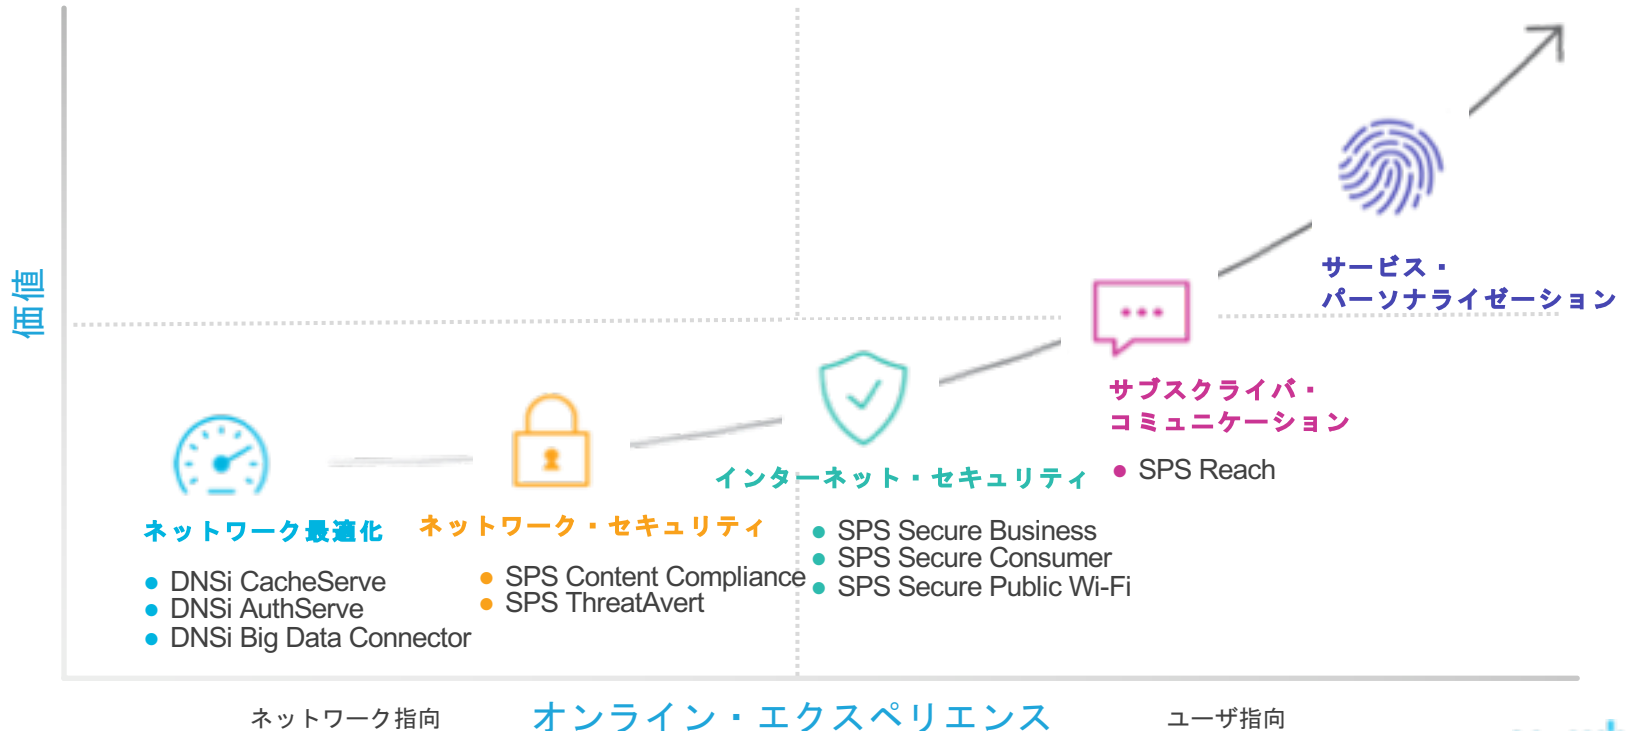 価値
サービス・
パーソナライゼーション
サブスクライバ・
コミュニケーション
SPS Reach
インターネット・セキュリティ
SPS Secure Business
SPS Secure Consumer
SPS Secure Public Wi-Fi
ネットワーク・セキュリティ
SPS Content Compliance
SPS ThreatAvert
ネットワーク最適化
DNSi CacheServe
DNSi AuthServe
DNSi Big Data Connector
ネットワーク指向
オンライン・エクスペリエンス
ユーザ指向